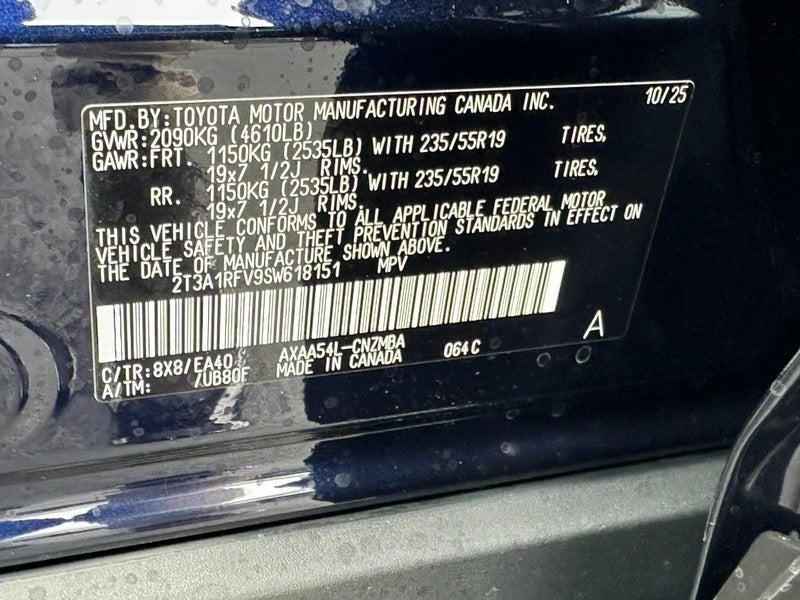 MFD.BY:TOYOTA MOTOR MANUFACTURING CANADA INC. 10/25
GVWR:2090KG (4610LB)
GAWR:FRT. 1150KG (2535LB) WITH 235/55R19 TIRES,
19x7 1/2J RIMS.
RR. 1150KG (2535LB) WITH 235/55R19 TIRES,
19x7 1/2J RIMS.
THIS VEHICLE CONFORMS TO ALL APPLICABLE FEDERAL MOTOR
VEHICLE SAFETY AND THEFT PREVENTION STANDARDS IN EFFECT ON
THE DATE OF MANUFACTURE SHOWN ABOVE.
2T3A1RFV9SW618151 MPV
C/TR:8X8/EA40 AXAA54L-CNZMBA 064C A
A/TM: /UB80F MADE IN CANADA